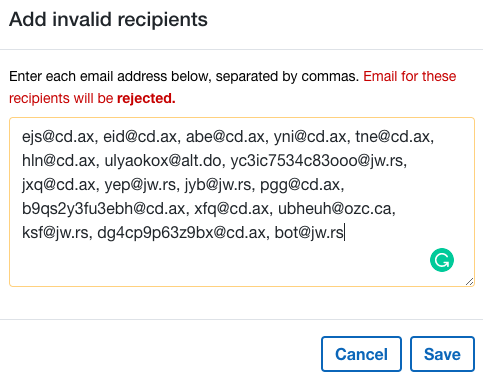 Add invalid recipients
Enter each email address below, separated by commas. Email for these
recipients will be rejected.
ejs@cd.ax, eid@cd.ax, abe@cd.ax, yni@cd.ax, tne@cd.ax,
hln@cd.ax, ulyaokox@alt.do, yc3ic7534c83ooo@jw.rs,
jxq@cd.ax, yep@jw.rs, jyb@jw.rs, pgg@cd.ax,
b9qs2y3fu3ebh@cd.ax, xfq@cd.ax, ubheuh@ozc.ca,
ksf@jw.rs, dg4cp9p63z9bx@cd.ax, bot@jw.rs
Cancel Save